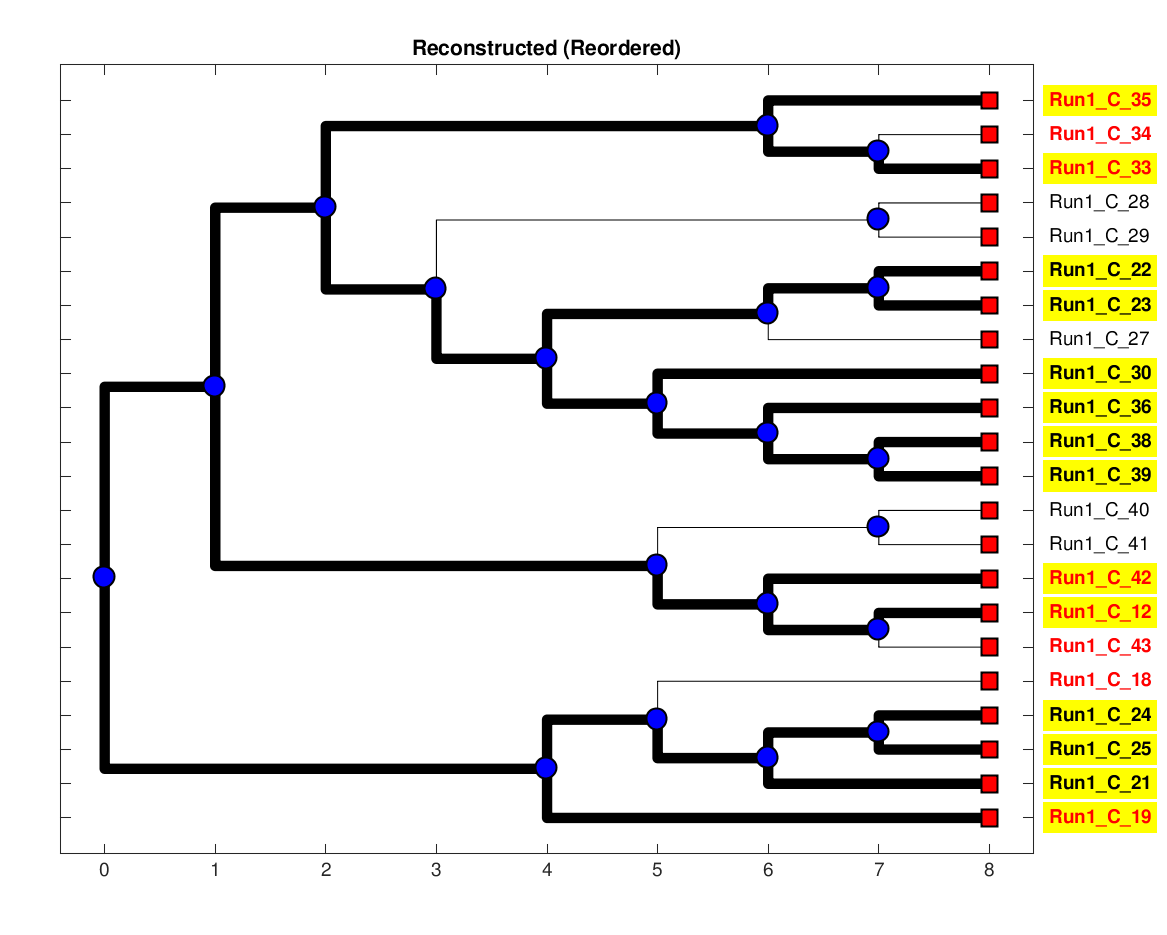 Reconstructed (Reordered)
Run1_C_35
Run1_C_34
Run1_C_33
Run1_C_28
Run1_C_29
Run1_C_22
Run1_C_23
Run1_C_27
Run1_C_30
Run1_C_36
Run1_C_38
Run1_C_39
Run1_C_40
Run1_C_41
Run1_C_42
Run1_C_12
Run1_C_43
Run1_C_18
Run1_C_24
Run1_C_25
Run1_C_21
Run1_C_19
0 1 2 3 4 5 6 7 8